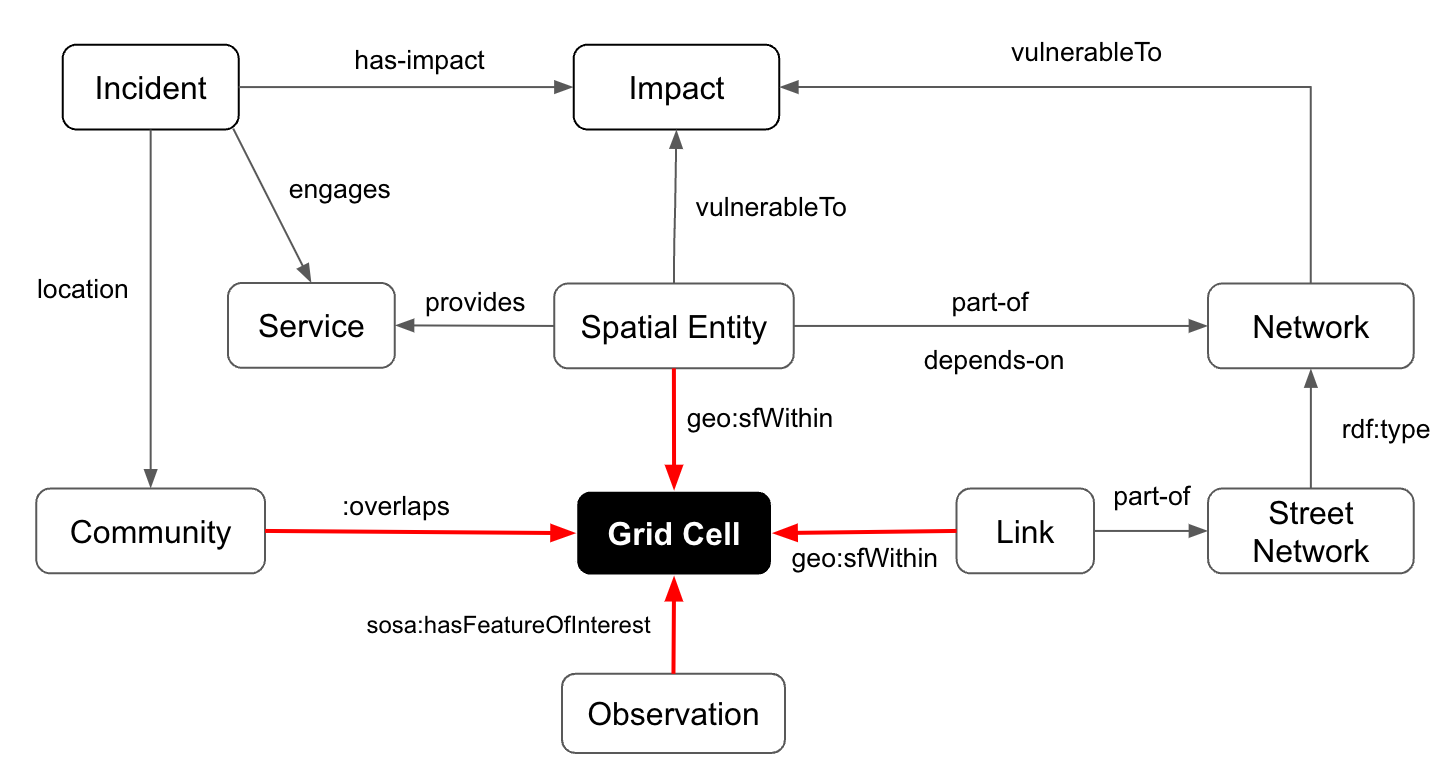 has-impact
vulnerableTo
Incident
Impact
engages
vulnerableTo
location
provides
part-of
Service
Spatial Entity
Network
depends-on
geo:sfWithin
rdf:type
:overlaps
part-of
Community
Grid Cell
Link
Street
Network
geo:sfWithin
sosa:hasFeatureOfInterest
Observation